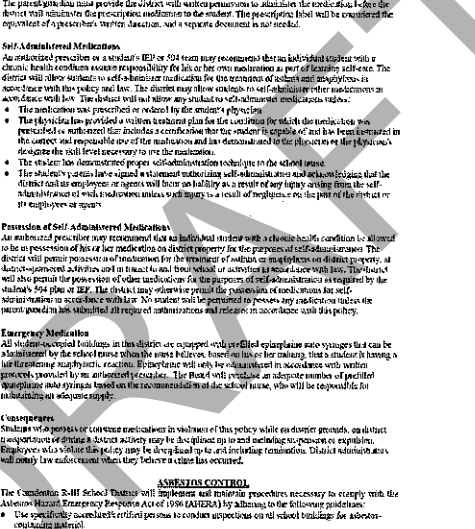 The parent/guardian must provide the district with written permission to administer the medication before the
district will administer the prescription medication to the student. The prescription label will be considered the
equivalent of a prescriber's written direction, and a separate document is not needed.
Self-Administered Medications
An authorized prescriber or a student's IEP or 504 team may recommend that an individual student with a
chronic health condition assume responsibility for his or her own medication as part of learning self-care. The
district will allow students to self-administer medication for the treatment of asthma and anaphylaxis in
accordance with this policy and law. The district may allow students to self-administer other medications in
accordance with law. The district will not allow any student to self-administer medications unless:
• The medication was prescribed or ordered by the student's physician.
• The physician has provided a written treatment plan for the condition for which the medication was
prescribed or authorized that includes a certification that the student is capable of and has been instructed in
the correct and responsible use of the medication and has demonstrated to the physician or the physician's
designee the skill level necessary to use the medication.
• The student has demonstrated proper self-administration technique to the school nurse.
• The student's parents have signed a statement authorizing self-administration and acknowledging that the
district and its employees or agents will incur no liability as a result of any injury arising from the self-
administration of such medication unless such injury is a result of negligence on the part of the district or
its employees or agents.
Possession of Self-Administered Medications
An authorized prescriber may recommend that an individual student with a chronic health condition be allowed
to be in possession of his or her medication on district property for the purposes of self-administration. The
district will permit possession of medication for the treatment of asthma or anaphylaxis on district property, at
district-sponsored activities and in transit to and from school or activities in accordance with law. The district
will also permit the possession of other medications for the purposes of self-administration as required by the
student's 504 plan or IEP. The district may otherwise permit the possession of medications for self-
administration in accordance with law. No student will be permitted to possess any medication unless the
parent/guardian has submitted all required authorizations and releases in accordance with this policy.
Emergency Medication
All student-occupied buildings in this district are equipped with prefilled epinephrine auto syringes that can be
administered by the school nurse when the nurse believes, based on his or her training, that a student is having a
life-threatening anaphylactic reaction. Epinephrine will only be administered in accordance with written
protocols provided by an authorized prescriber. The Board will purchase an adequate number of prefilled
epinephrine auto syringes based on the recommendation of the school nurse, who will be responsible for
maintaining an adequate supply.
Consequences
Students who possess or consume medications in violation of this policy while on district grounds, on district
transportation or during a district activity may be disciplined up to and including suspension or expulsion.
Employees who violate this policy may be disciplined up to and including termination. District administrators
will notify law enforcement when they believe a crime has occurred.
ASBESTOS CONTROL
The Camdenton R-III School District will implement and maintain procedures necessary to comply with the
Asbestos Hazard Emergency Response Act of 1986 (AHERA) by adhering to the following guidelines:
• Use specifically accredited/certified persons to conduct inspections on all school buildings for asbestos-
containing material.